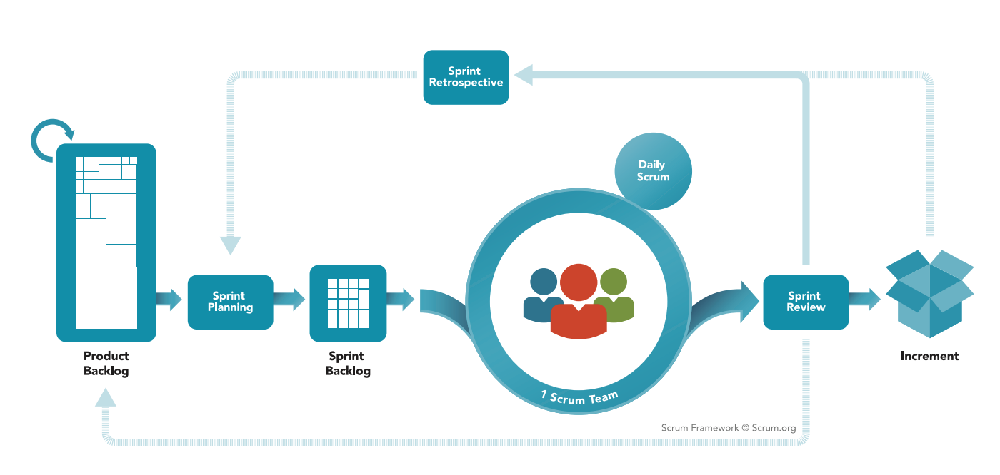 Sprint
Retrospective
Daily
Scrum
Sprint
Planning
Sprint
Review
Product
Backlog
Sprint
Backlog
Increment
1 Scrum Team
Scrum Framework © Scrum.org